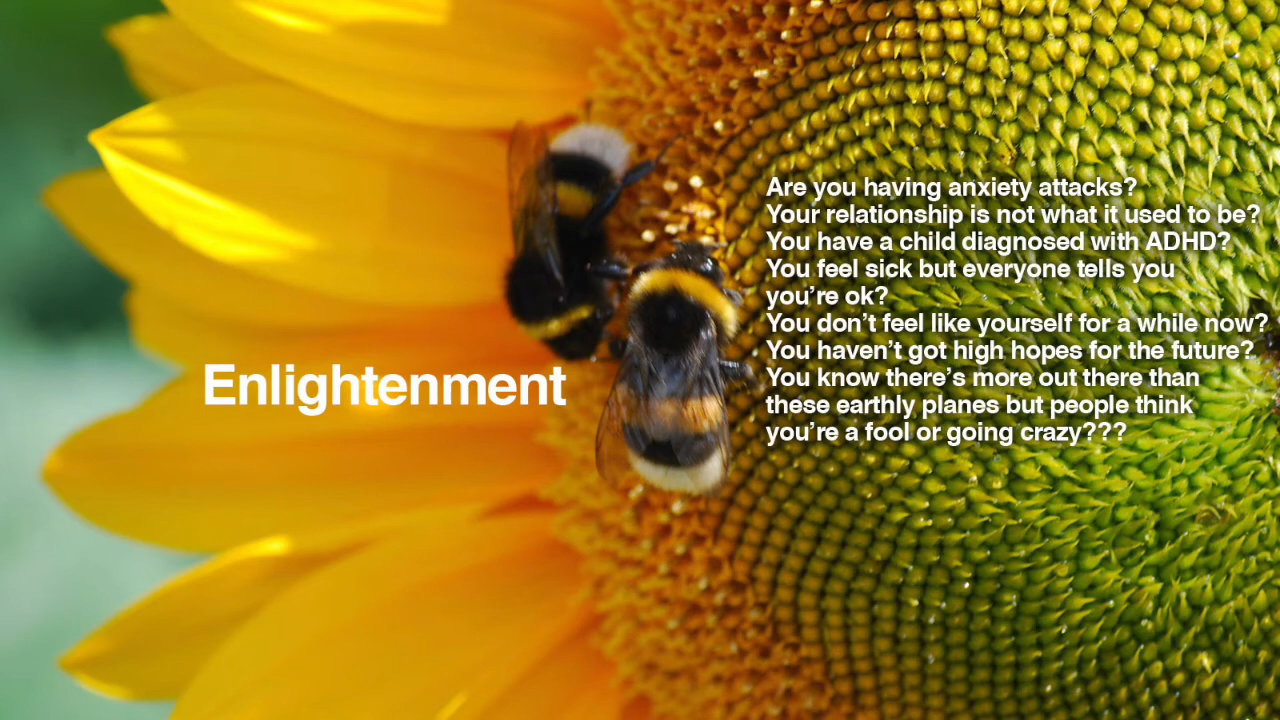 Enlightenment
Are you having anxiety attacks?
Your relationship is not what it used to be?
You have a child diagnosed with ADHD?
You feel sick but everyone tells you
you’re ok?
You don’t feel like yourself for a while now?
You haven’t got high hopes for the future?
You know there’s more out there than
these earthly planes but people think
you’re a fool or going crazy???